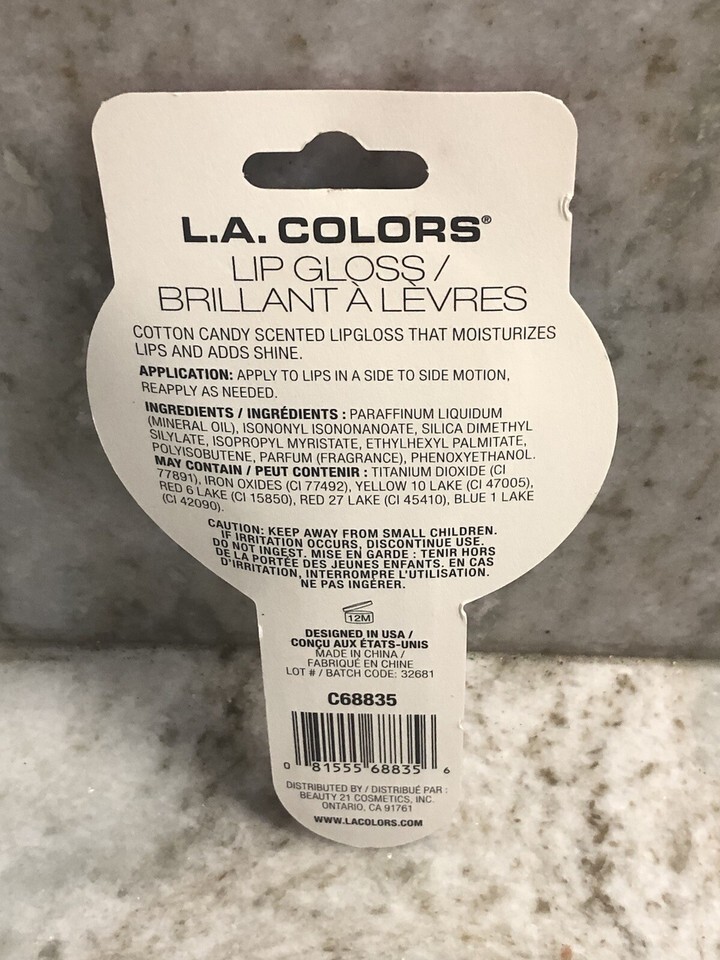 L.A. COLORS®
LIP GLOSS /
BRILLANT À LÈVRES
COTTON CANDY SCENTED LIPGLOSS THAT MOISTURIZES
LIPS AND ADDS SHINE.
APPLICATION: APPLY TO LIPS IN A SIDE TO SIDE MOTION,
REAPPLY AS NEEDED.
INGREDIENTS / INGRÉDIENTS : PARAFFINUM LIQUIDUM
(MINERAL OIL), ISONONYL ISONONANOATE, SILICA DIMETHYL
SILYLATE, ISOPROPYL MYRISTATE, ETHYLHEXYL PALMITATE,
POLYISOBUTENE, PARFUM (FRAGRANCE), PHENOXYETHANOL.
MAY CONTAIN / PEUT CONTENIR : TITANIUM DIOXIDE (CI
77891), IRON OXIDES (CI 77492), YELLOW 10 LAKE (CI 47005),
RED 6 LAKE (CI 15850), RED 27 LAKE (CI 45410), BLUE 1 LAKE
(CI 42090).
CAUTION: KEEP AWAY FROM SMALL CHILDREN.
IF IRRITATION OCCURS, DISCONTINUE USE.
DO NOT INGEST. MISE EN GARDE : TENIR HORS
DE LA PORTÉE DES JEUNES ENFANTS. EN CAS
D'IRRITATION, INTERROMPRE L'UTILISATION.
NE PAS INGÉRER.
12M
DESIGNED IN USA /
CONÇU AUX ÉTATS-UNIS
MADE IN CHINA /
FABRIQUÉ EN CHINE
LOT # / BATCH CODE: 32681
C68835
0 81555 68835 6
DISTRIBUTED BY / DISTRIBUÉ PAR :
BEAUTY 21 COSMETICS, INC.
ONTARIO, CA 91761
WWW.LACOLORS.COM